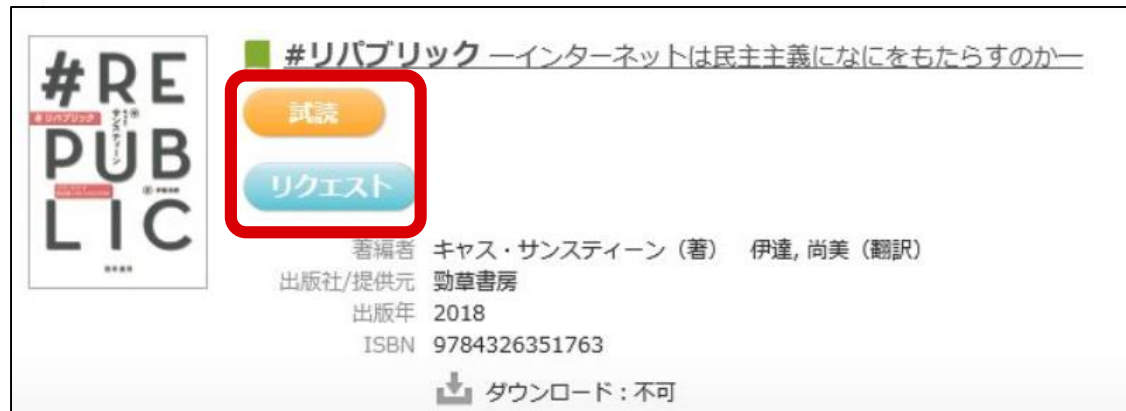 #RE
PUB
LIC
#リパブリック
サンスティーン
勁草書房
#リパブリック ―インターネットは民主主義になにをもたらすのか―
試読
リクエスト
著編者 キャス・サンスティーン（著） 伊達, 尚美（翻訳）
出版社/提供元 勁草書房
出版年 2018
ISBN 9784326351763
ダウンロード：不可